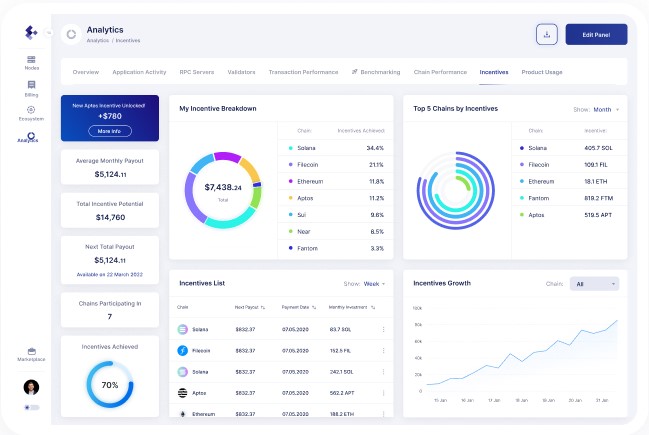 Analytics
Analytics / Incentives
Edit Panel
Nodes
Billing
Ecosystem
Analytics
Marketplace
Overview
Application Activity
RPC Servers
Validators
Transaction Performance
Benchmarking
Chain Performance
Incentives
Product Usage
New Aptos Incentive Unlocked!
+$780
More Info
Average Monthly Payout
$5,124.11
Total Incentive Potential
$14,760
Next Total Payout
$5,124.11
Available on 22 March 2022
Chains Participating In
7
Incentives Achieved
70%
My Incentive Breakdown
$7,438.24
Total
Chain: Incentives Achieved:
Solana 34.4%
Filecoin 21.1%
Ethereum 11.8%
Aptos 11.2%
Sui 9.6%
Near 6.5%
Fantom 3.3%
Top 5 Chains by Incentives
Show: Month
Chain: Incentive:
Solana 405.7 SOL
Filecoin 109.1 FIL
Ethereum 18.1 ETH
Fantom 819.2 FTM
Aptos 519.5 APT
Incentives List
Show: Week
Chain Next Payout Payment Date Monthly Investment
Solana $832.37 07.05.2020 83.7 SOL
Filecoin $832.37 07.05.2020 152.5 FIL
Solana $832.37 07.05.2020 242.1 SOL
Aptos $832.37 07.05.2020 562.2 APT
Ethereum $832.37 07.05.2020 188.2 ETH
Incentives Growth
Chain: All
100k
80k
60k
40k
20k
0
15. Jan 16. Jan 17. Jan 18. Jan 19. Jan 20. Jan 21. Jan